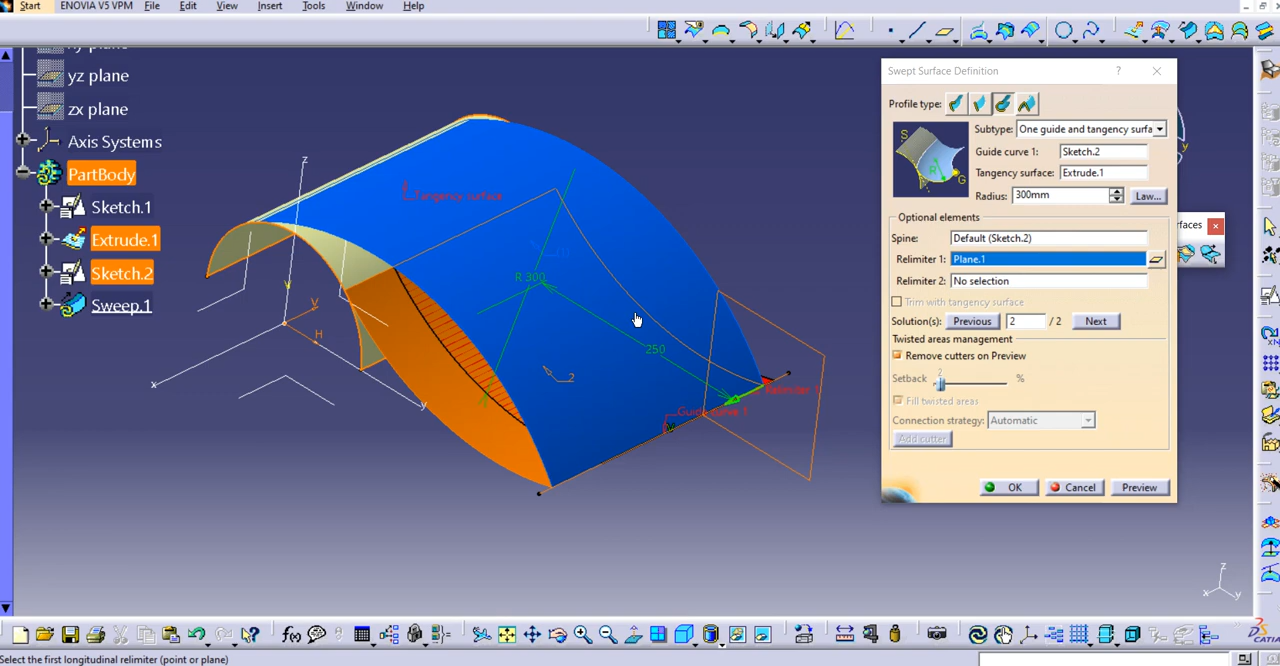 Start ENOVIA V5 VPM File Edit View Insert Tools Window Help
yz plane
zx plane
Axis Systems
PartBody
Sketch.1
Extrude.1
Sketch.2
Sweep.1
z
x
y
V
H
Tangency surface
R 300
250
2
Guide curve 1
Relimiter 1
Swept Surface Definition ?
Profile type:
S
R
G
Subtype: One guide and tangency surfa
Guide curve 1: Sketch.2
Tangency surface: Extrude.1
Radius: 300mm Law...
Optional elements
Spine: Default (Sketch.2)
Relimiter 1: Plane.1
Relimiter 2: No selection
Trim with tangency surface
Solution(s): Previous 2 / 2 Next
Twisted areas management
Remove cutters on Preview
2
Setback %
Fill twisted areas
Connection strategy: Automatic
Add cutter
OK Cancel Preview
z
x
y
f(x)
CATIA
Select the first longitudinal relimiter (point or plane)